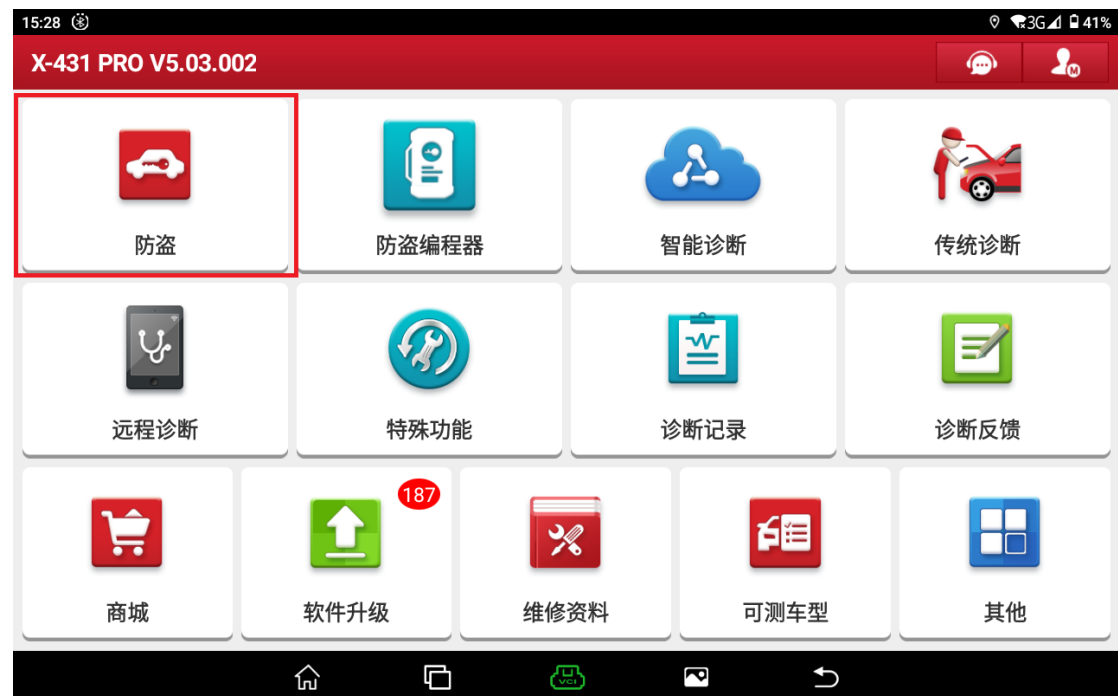 15:28
3G 41%
X-431 PRO V5.03.002
M
防盗
防盗编程器
智能诊断
传统诊断
远程诊断
特殊功能
诊断记录
诊断反馈
187
商城
软件升级
维修资料
可测车型
其他
VCI